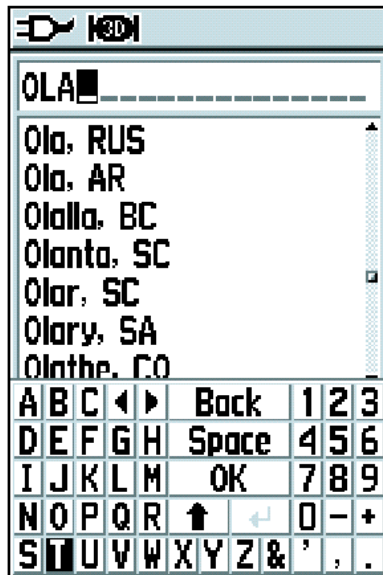 3D
OLA
Ola, RUS
Ola, AR
Olalla, BC
Olanta, SC
Olar, SC
Olary, SA
Olathe, CO
A B C Back 1 2 3
D E F G H Space 4 5 6
I J K L M OK 7 8 9
N O P Q R 0 - +
S T U V W X Y Z & ' , .